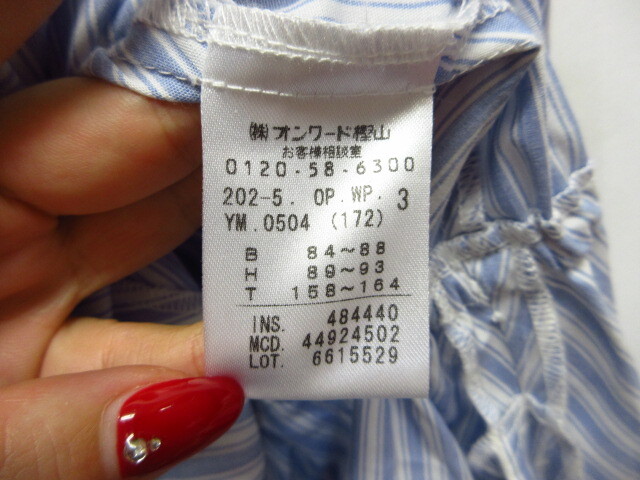 ㈱オンワード樫山
お客様相談室
0120-58-6300
202-5. OP.WP. 3
YM.0504 (172)
B 84～88
H 89～93
T 158～164
INS. 484440
MCD. 44924502
LOT. 6615529